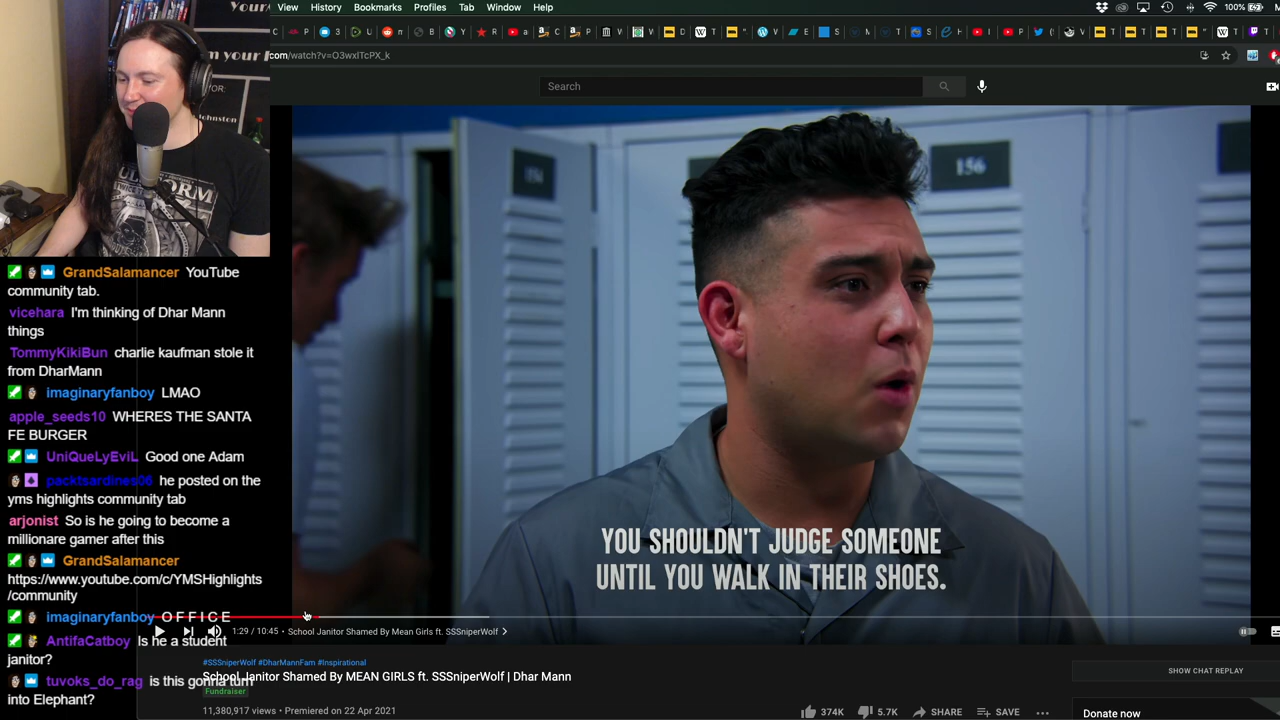 View History Bookmarks Profiles Tab Window Help 100%
com/watch?v=O3wxlTcPX_k
Search
156
YOU SHOULDN'T JUDGE SOMEONE
UNTIL YOU WALK IN THEIR SHOES.
1:29 / 10:45 • School Janitor Shamed By Mean Girls ft. SSSniperWolf
#SSSniperWolf #DharMannFam #Inspirational
School Janitor Shamed By MEAN GIRLS ft. SSSniperWolf | Dhar Mann
Fundraiser
11,380,917 views • Premiered on 22 Apr 2021
374K 5.7K SHARE SAVE
SHOW CHAT REPLAY
Donate now
GrandSalamancer YouTube
community tab.
vicehara I'm thinking of Dhar Mann
things
TommyKikiBun charlie kaufman stole it
from DharMann
imaginaryfanboy LMAO
apple_seeds10 WHERES THE SANTA
FE BURGER
UniQueLyEviL Good one Adam
packtsardines06 he posted on the
yms highlights community tab
arjonist So is he going to become a
millionare gamer after this
GrandSalamancer
https://www.youtube.com/c/YMSHighlights
/community
imaginaryfanboy O F F I C E
AntifaCatboy Is he a student
janitor?
tuvoks_do_rag is this gonna turn
into Elephant?